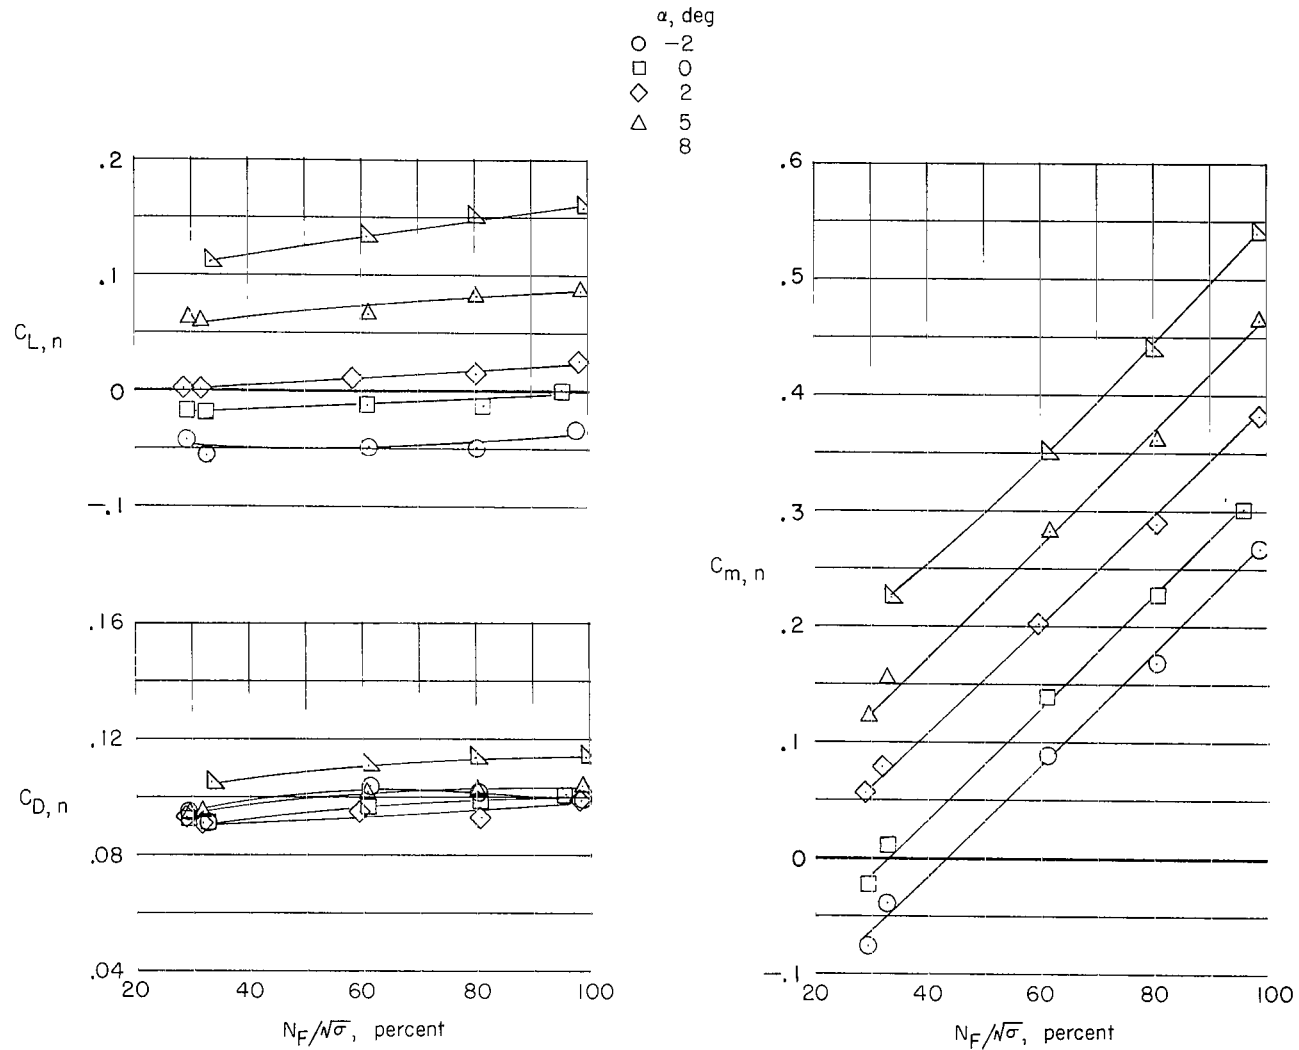 α, deg
−2
0
2
5
8
.2
.1
0
−.1
C_L, n
.16
.12
.08
.04
C_D, n
20 40 60 80 100
N_F/√σ, percent
.6
.5
.4
.3
.2
.1
0
−.1
C_m, n
20 40 60 80 100
N_F/√σ, percent